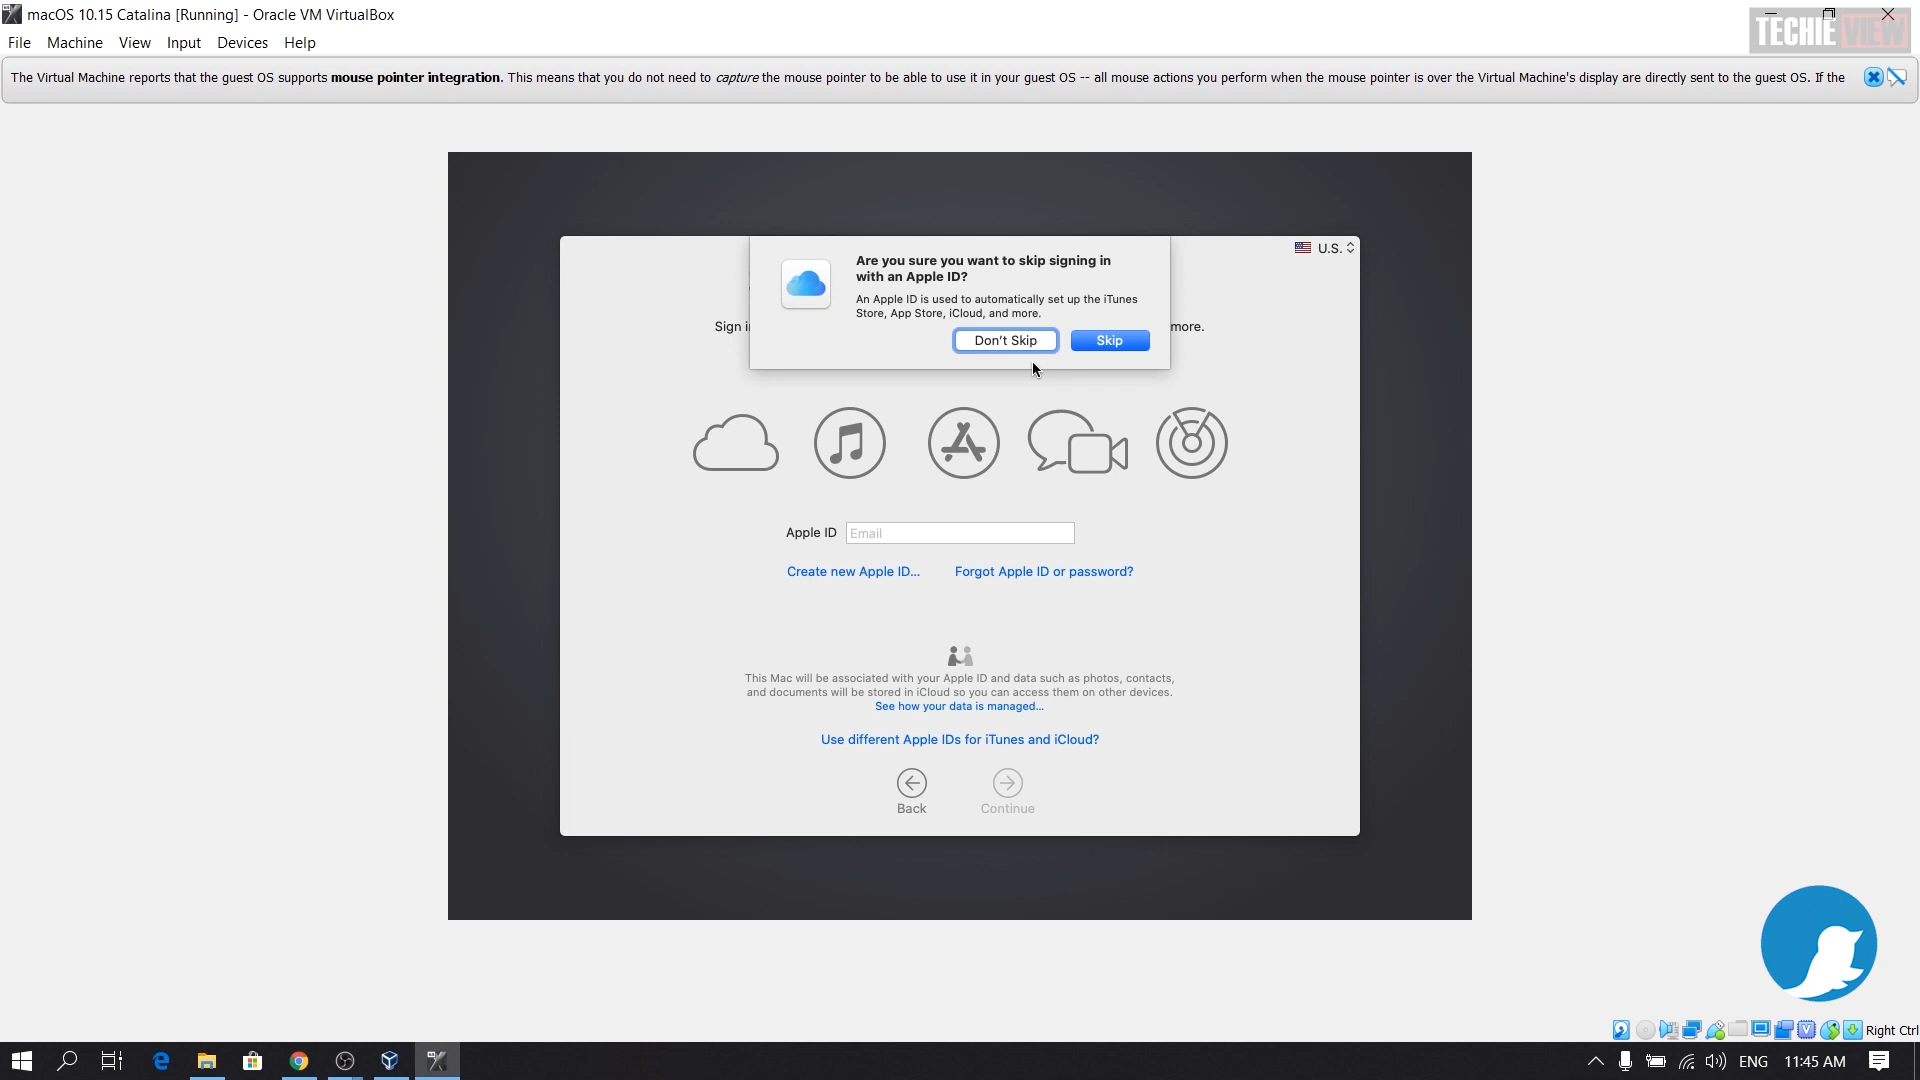 macOS 10.15 Catalina [Running] - Oracle VM VirtualBox
TECHIE VIEW
File Machine View Input Devices Help
The Virtual Machine reports that the guest OS supports mouse pointer integration. This means that you do not need to capture the mouse pointer to be able to use it in your guest OS -- all mouse actions you perform when the mouse pointer is over the Virtual Machine's display are directly sent to the guest OS. If the
U.S.
Are you sure you want to skip signing in
with an Apple ID?
An Apple ID is used to automatically set up the iTunes
Store, App Store, iCloud, and more.
Sign i
more.
Don't Skip
Skip
Apple ID
Email
Create new Apple ID...
Forgot Apple ID or password?
This Mac will be associated with your Apple ID and data such as photos, contacts,
and documents will be stored in iCloud so you can access them on other devices.
See how your data is managed...
Use different Apple IDs for iTunes and iCloud?
Back
Continue
Right Ctrl
ENG
11:45 AM